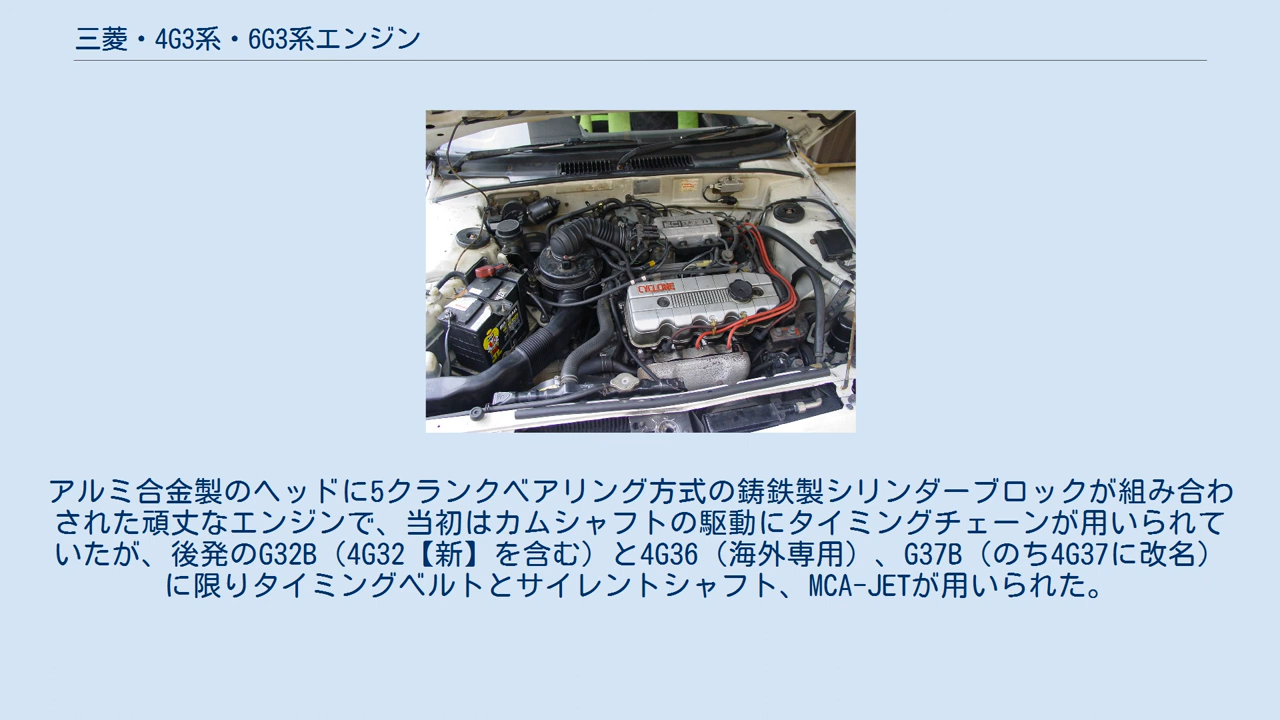 三菱・4G3系・6G3系エンジン
CYCLONE
アルミ合金製のヘッドに5クランクベアリング方式の鋳鉄製シリンダーブロックが組み合わ
された頑丈なエンジンで、当初はカムシャフトの駆動にタイミングチェーンが用いられて
いたが、後発のG32B（4G32【新】を含む）と4G36（海外専用）、G37B（のち4G37に改名）
に限りタイミングベルトとサイレントシャフト、MCA-JETが用いられた。